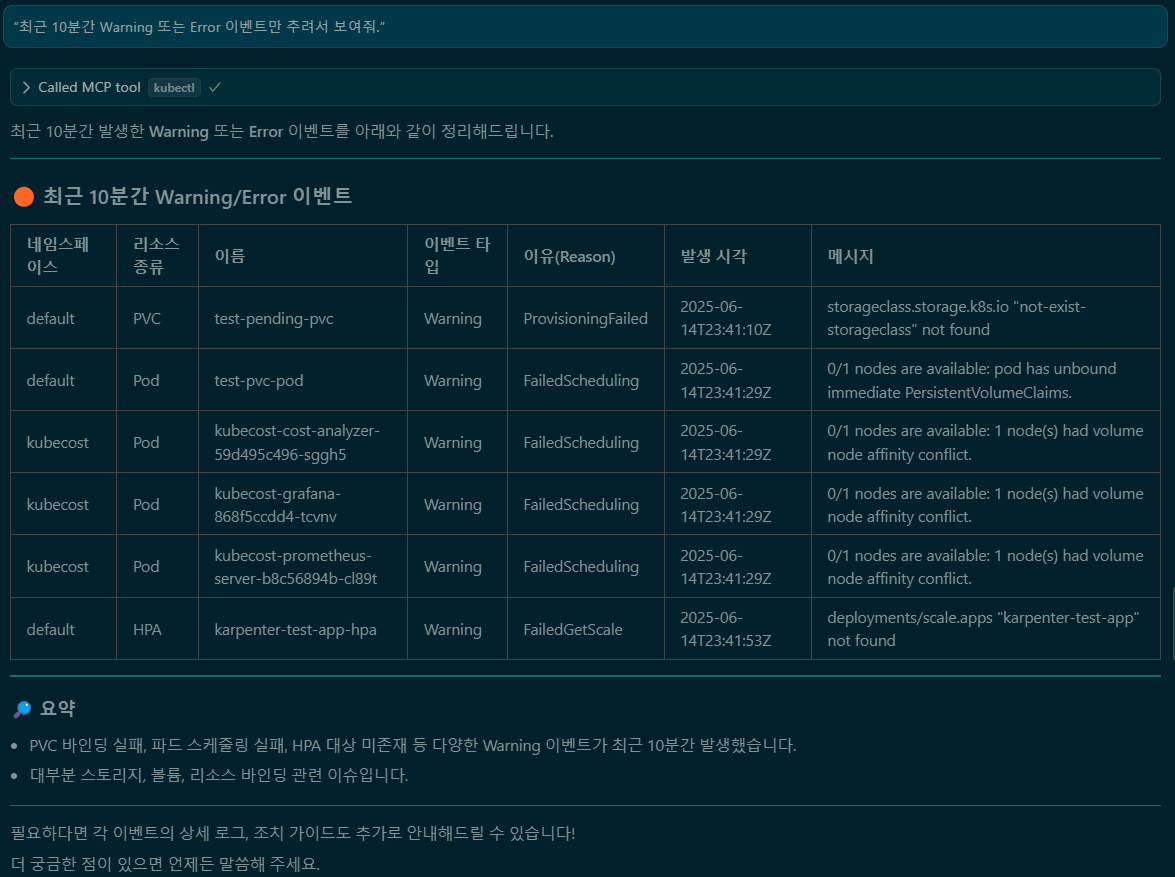 “최근 10분간 Warning 또는 Error 이벤트만 추려서 보여줘.”
Called MCP tool kubectl
최근 10분간 발생한 Warning 또는 Error 이벤트를 아래와 같이 정리해드립니다.
최근 10분간 Warning/Error 이벤트
네임스페
이스
리소스
종류
이름
이벤트 타
입
이유(Reason)
발생 시각
메시지
default
PVC
test-pending-pvc
Warning
ProvisioningFailed
2025-06-
14T23:41:10Z
storageclass.storage.k8s.io "not-exist-
storageclass" not found
default
Pod
test-pvc-pod
Warning
FailedScheduling
2025-06-
14T23:41:29Z
0/1 nodes are available: pod has unbound
immediate PersistentVolumeClaims.
kubecost
Pod
kubecost-cost-analyzer-
59d495c496-sggh5
Warning
FailedScheduling
2025-06-
14T23:41:29Z
0/1 nodes are available: 1 node(s) had volume
node affinity conflict.
kubecost
Pod
kubecost-grafana-
868f5ccdd4-tcvnv
Warning
FailedScheduling
2025-06-
14T23:41:29Z
0/1 nodes are available: 1 node(s) had volume
node affinity conflict.
kubecost
Pod
kubecost-prometheus-
server-b8c56894b-cl89t
Warning
FailedScheduling
2025-06-
14T23:41:29Z
0/1 nodes are available: 1 node(s) had volume
node affinity conflict.
default
HPA
karpenter-test-app-hpa
Warning
FailedGetScale
2025-06-
14T23:41:53Z
deployments/scale.apps "karpenter-test-app"
not found
요약
• PVC 바인딩 실패, 파드 스케줄링 실패, HPA 대상 미존재 등 다양한 Warning 이벤트가 최근 10분간 발생했습니다.
• 대부분 스토리지, 볼륨, 리소스 바인딩 관련 이슈입니다.
필요하다면 각 이벤트의 상세 로그, 조치 가이드도 추가로 안내해드릴 수 있습니다!
더 궁금한 점이 있으면 언제든 말씀해 주세요.